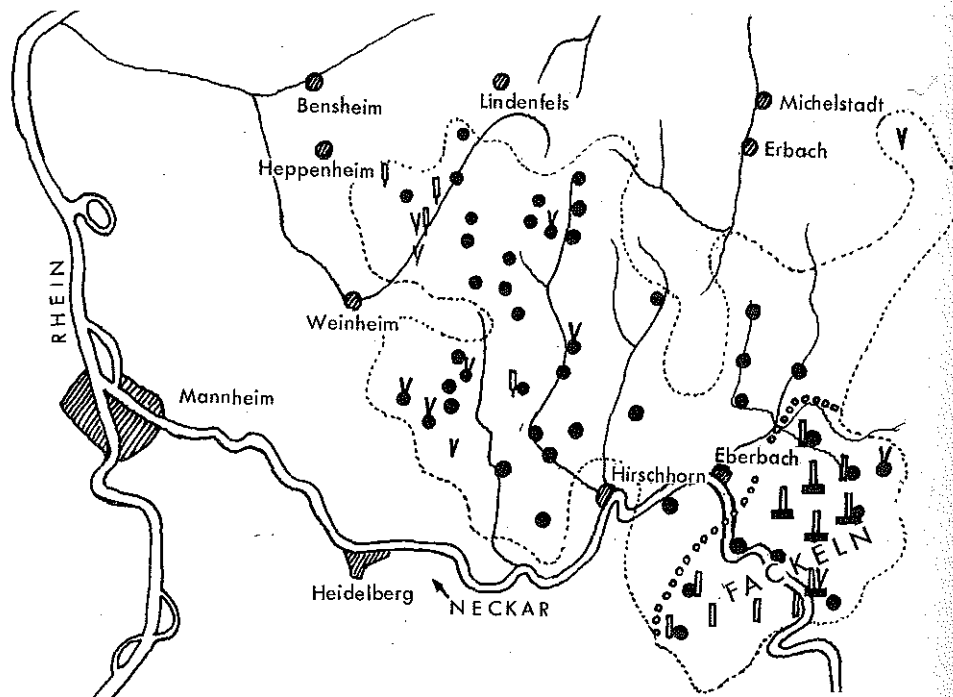 Bensheim
Lindenfels
Michelstadt
Heppenheim
Erbach
RHEIN
Weinheim
Mannheim
Hirschhorn
Eberbach
FACKELN
Heidelberg
NECKAR